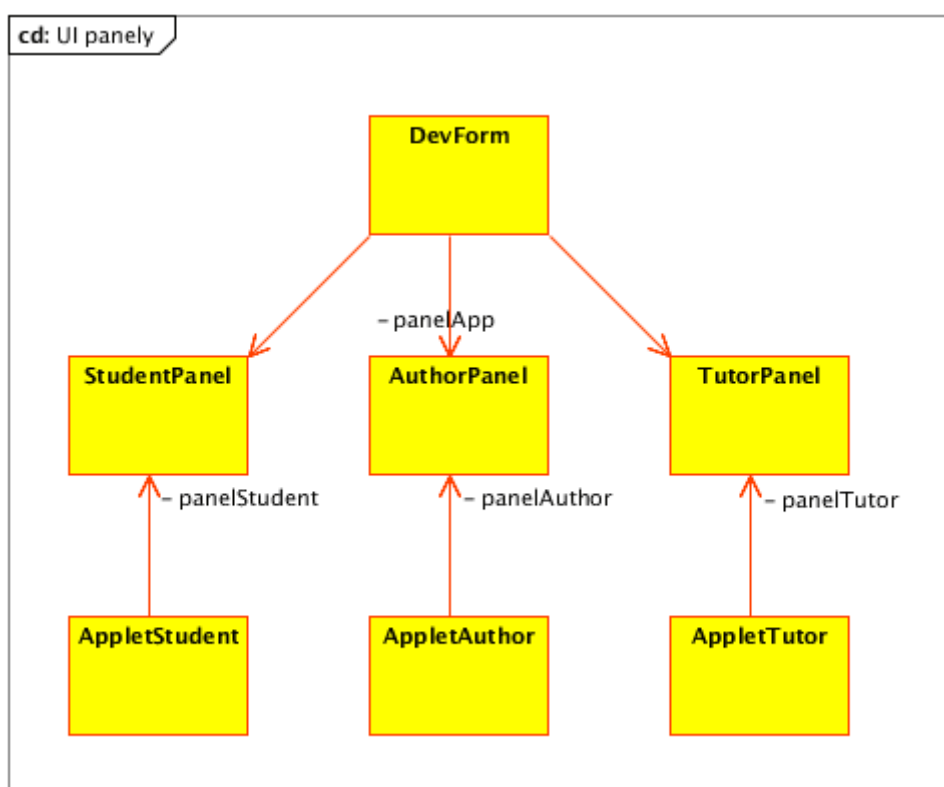 cd: UI panely
DevForm
- panelApp
StudentPanel
AuthorPanel
TutorPanel
- panelStudent
- panelAuthor
- panelTutor
AppletStudent
AppletAuthor
AppletTutor